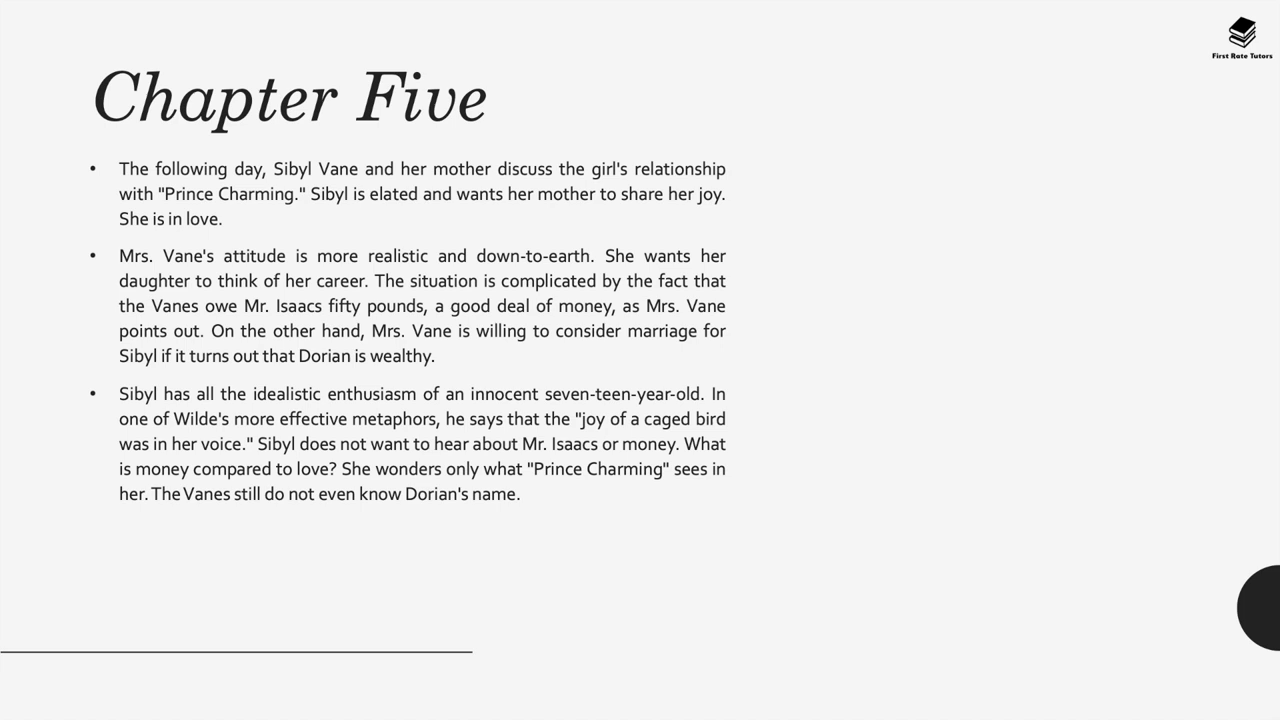 First Rate Tutors
Chapter Five
• The following day, Sibyl Vane and her mother discuss the girl's relationship
with "Prince Charming." Sibyl is elated and wants her mother to share her joy.
She is in love.
• Mrs. Vane's attitude is more realistic and down-to-earth. She wants her
daughter to think of her career. The situation is complicated by the fact that
the Vanes owe Mr. Isaacs fifty pounds, a good deal of money, as Mrs. Vane
points out. On the other hand, Mrs. Vane is willing to consider marriage for
Sibyl if it turns out that Dorian is wealthy.
• Sibyl has all the idealistic enthusiasm of an innocent seven-teen-year-old. In
one of Wilde's more effective metaphors, he says that the "joy of a caged bird
was in her voice." Sibyl does not want to hear about Mr. Isaacs or money. What
is money compared to love? She wonders only what "Prince Charming" sees in
her. The Vanes still do not even know Dorian's name.